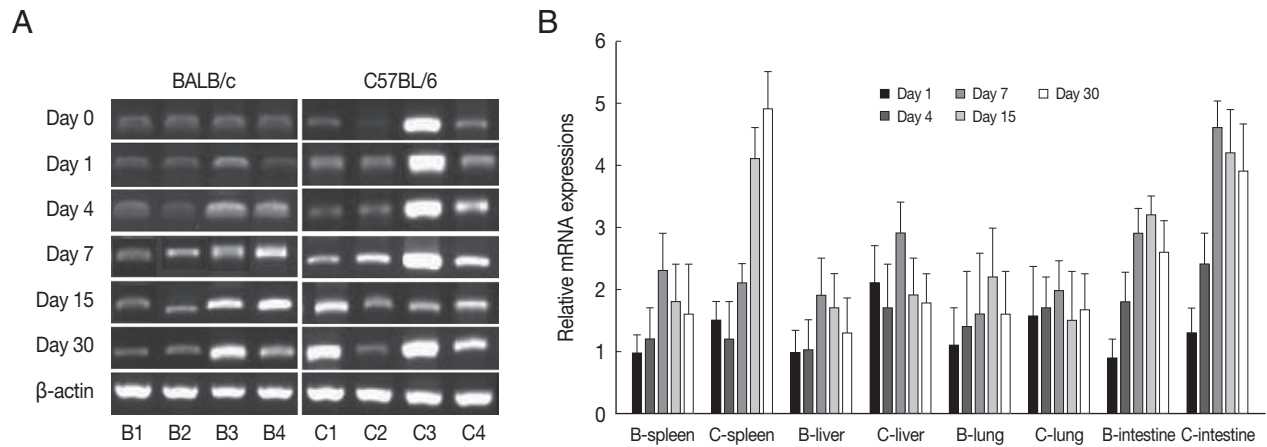 A
BALB/c C57BL/6
Day 0
Day 1
Day 4
Day 7
Day 15
Day 30
β-actin
B1 B2 B3 B4 C1 C2 C3 C4
B
Relative mRNA expressions
6
5
4
3
2
1
0
Day 1 Day 7 Day 30
Day 4 Day 15
B-spleen C-spleen B-liver C-liver B-lung C-lung B-intestine C-intestine